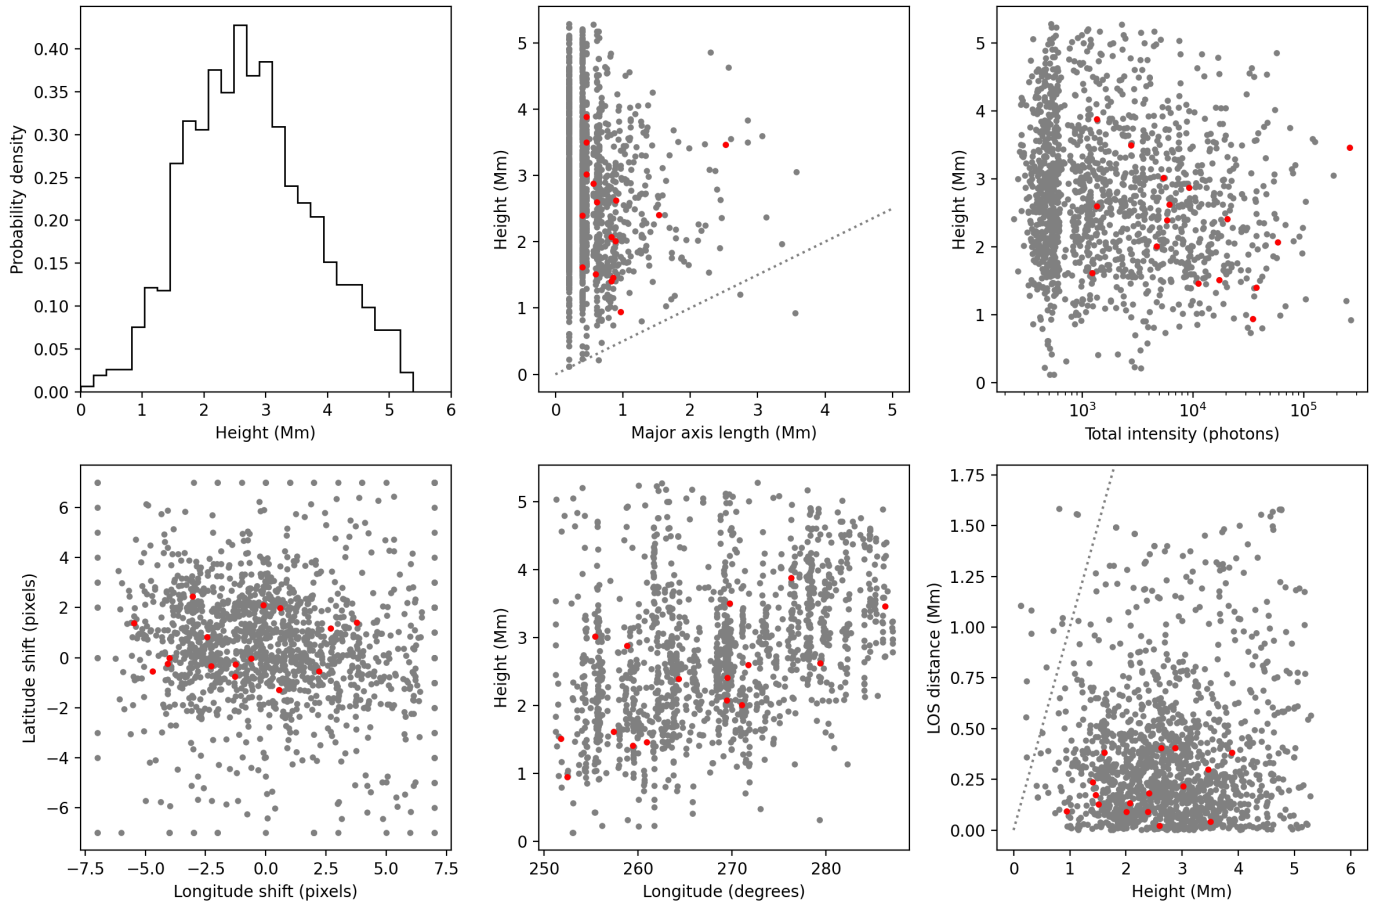 0.40
0.35
0.30
0.25
0.20
0.15
0.10
0.05
0.00
Probability density
0 1 2 3 4 5 6
Height (Mm)
5
4
3
2
1
0
Height (Mm)
0 1 2 3 4 5
Major axis length (Mm)
5
4
3
2
1
0
Height (Mm)
10³ 10⁴ 10⁵
Total intensity (photons)
6
4
2
0
−2
−4
−6
Latitude shift (pixels)
−7.5 −5.0 −2.5 0.0 2.5 5.0 7.5
Longitude shift (pixels)
5
4
3
2
1
0
Height (Mm)
250 260 270 280
Longitude (degrees)
1.75
1.50
1.25
1.00
0.75
0.50
0.25
0.00
LOS distance (Mm)
0 1 2 3 4 5 6
Height (Mm)